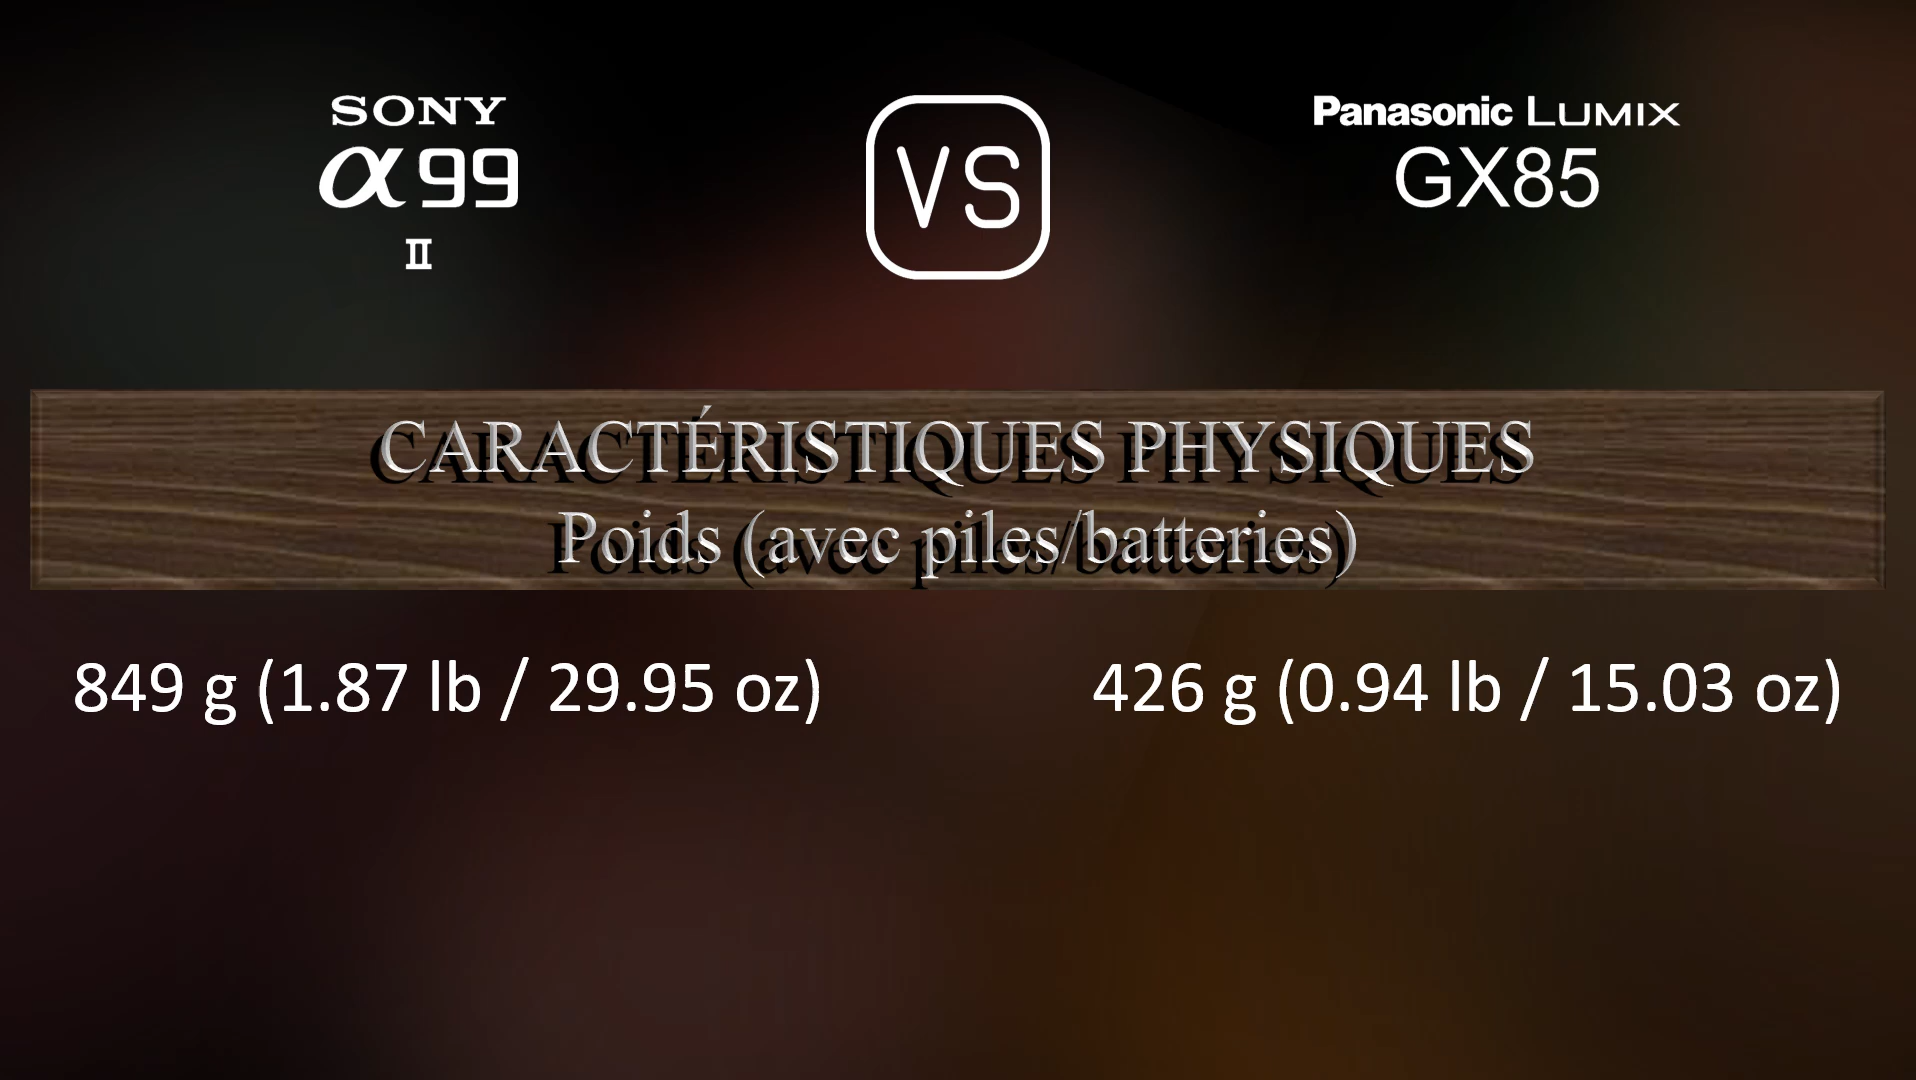 SONY
α99
II
VS
Panasonic LUMIX
GX85
CARACTÉRISTIQUES PHYSIQUES
Poids (avec piles/batteries)
849 g (1.87 lb / 29.95 oz)
426 g (0.94 lb / 15.03 oz)